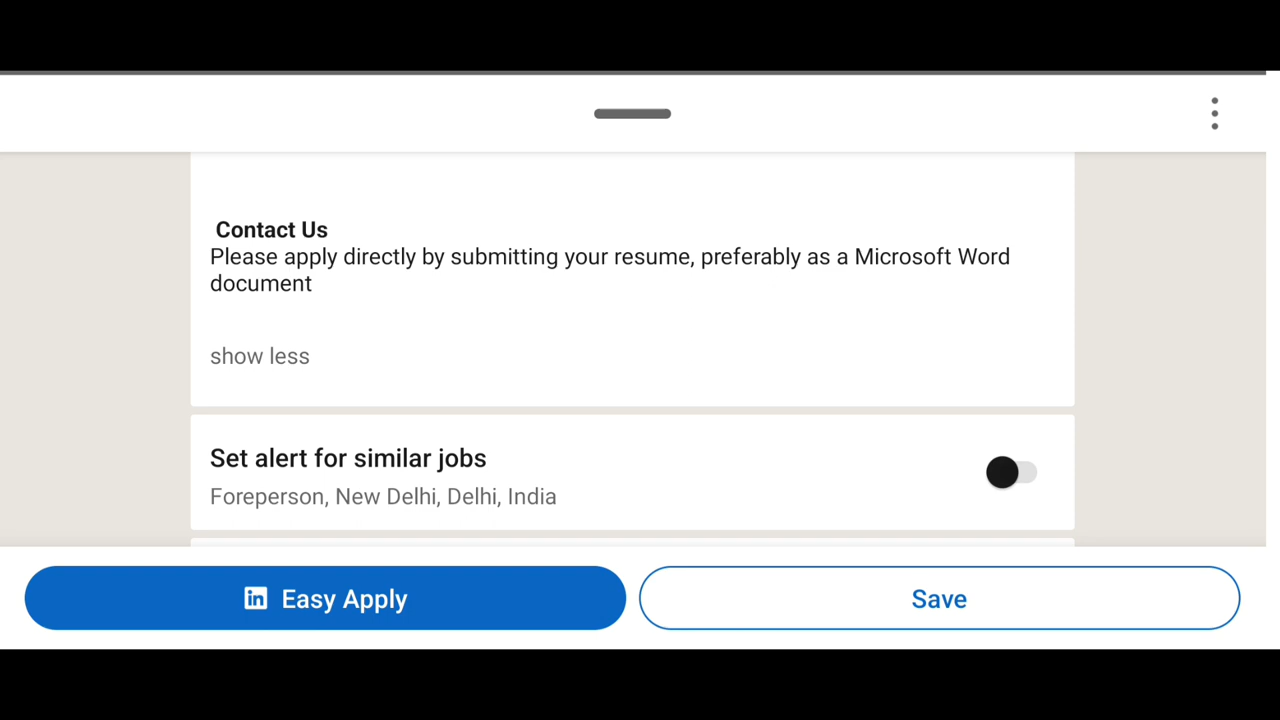 Contact Us
Please apply directly by submitting your resume, preferably as a Microsoft Word
document
show less
Set alert for similar jobs
Foreperson, New Delhi, Delhi, India
in Easy Apply
Save